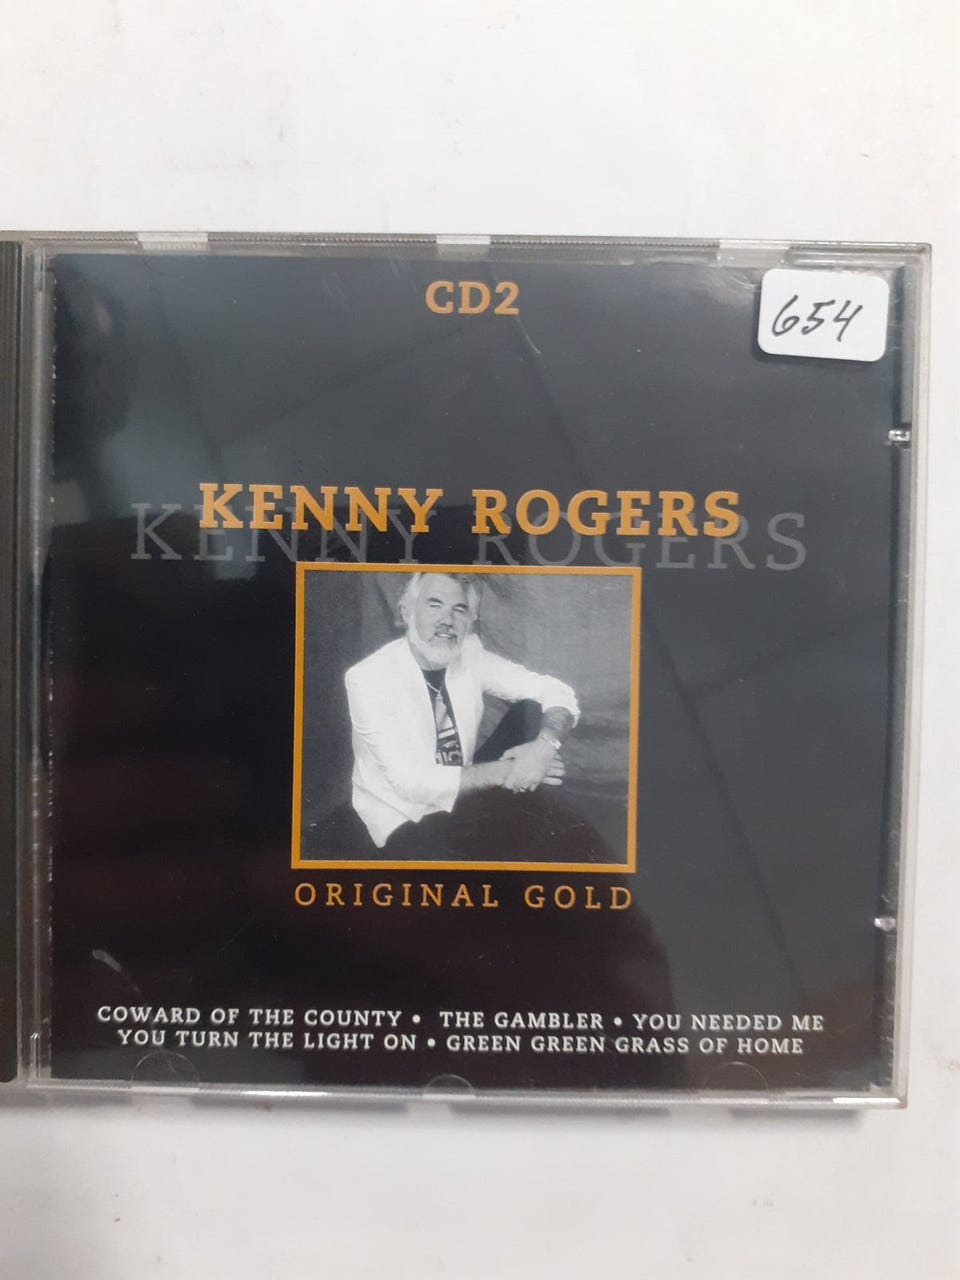 CD2
654
KENNY ROGERS
KENNY ROGERS
ORIGINAL GOLD
COWARD OF THE COUNTY • THE GAMBLER • YOU NEEDED ME
YOU TURN THE LIGHT ON • GREEN GREEN GRASS OF HOME